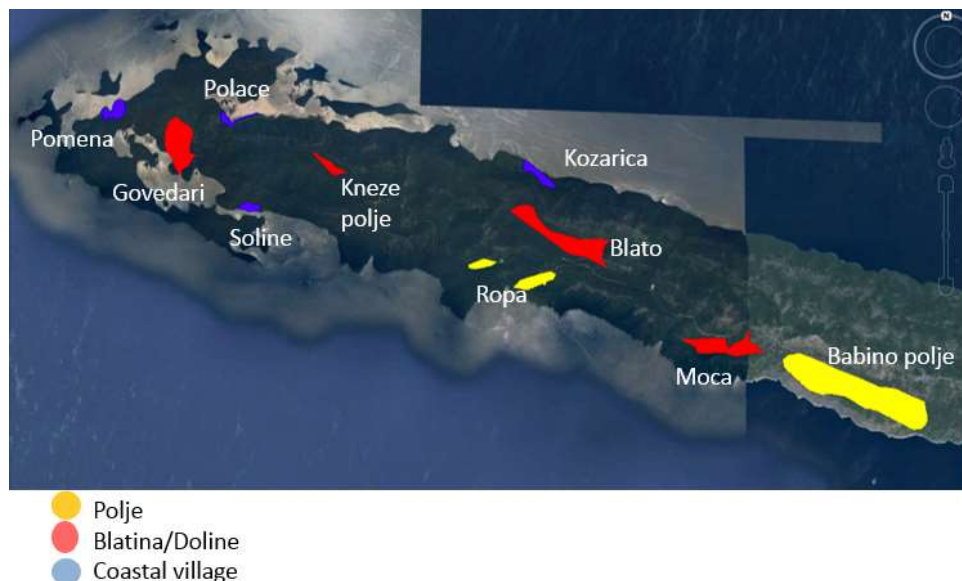 N
Polace
Pomena
Kozarica
Govedari
Kneze
polje
Soline
Blato
Ropa
Babino polje
Moca
Polje
Blatina/Doline
Coastal village